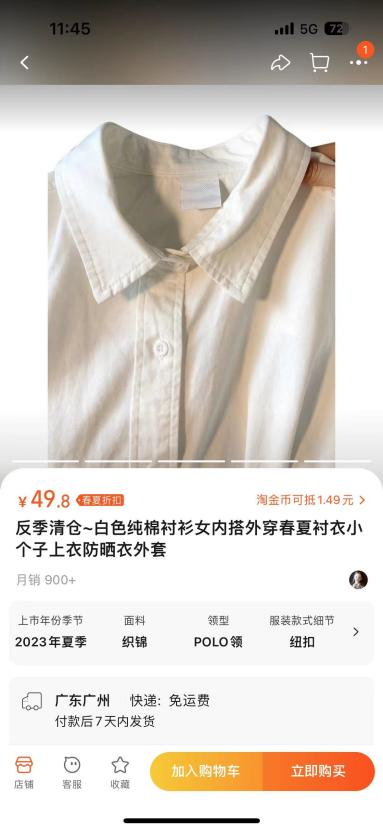 11:45
5G 72
1
¥49.8 春夏折扣 淘金币可抵1.49元
反季清仓~白色纯棉衬衫女内搭外穿春夏衬衣小
个子上衣防晒衣外套
月销 900+
上市年份季节 面料 领型 服装款式细节
2023年夏季 织锦 POLO领 纽扣
广东广州 快递: 免运费
付款后7天内发货
店铺 客服 收藏 加入购物车 立即购买